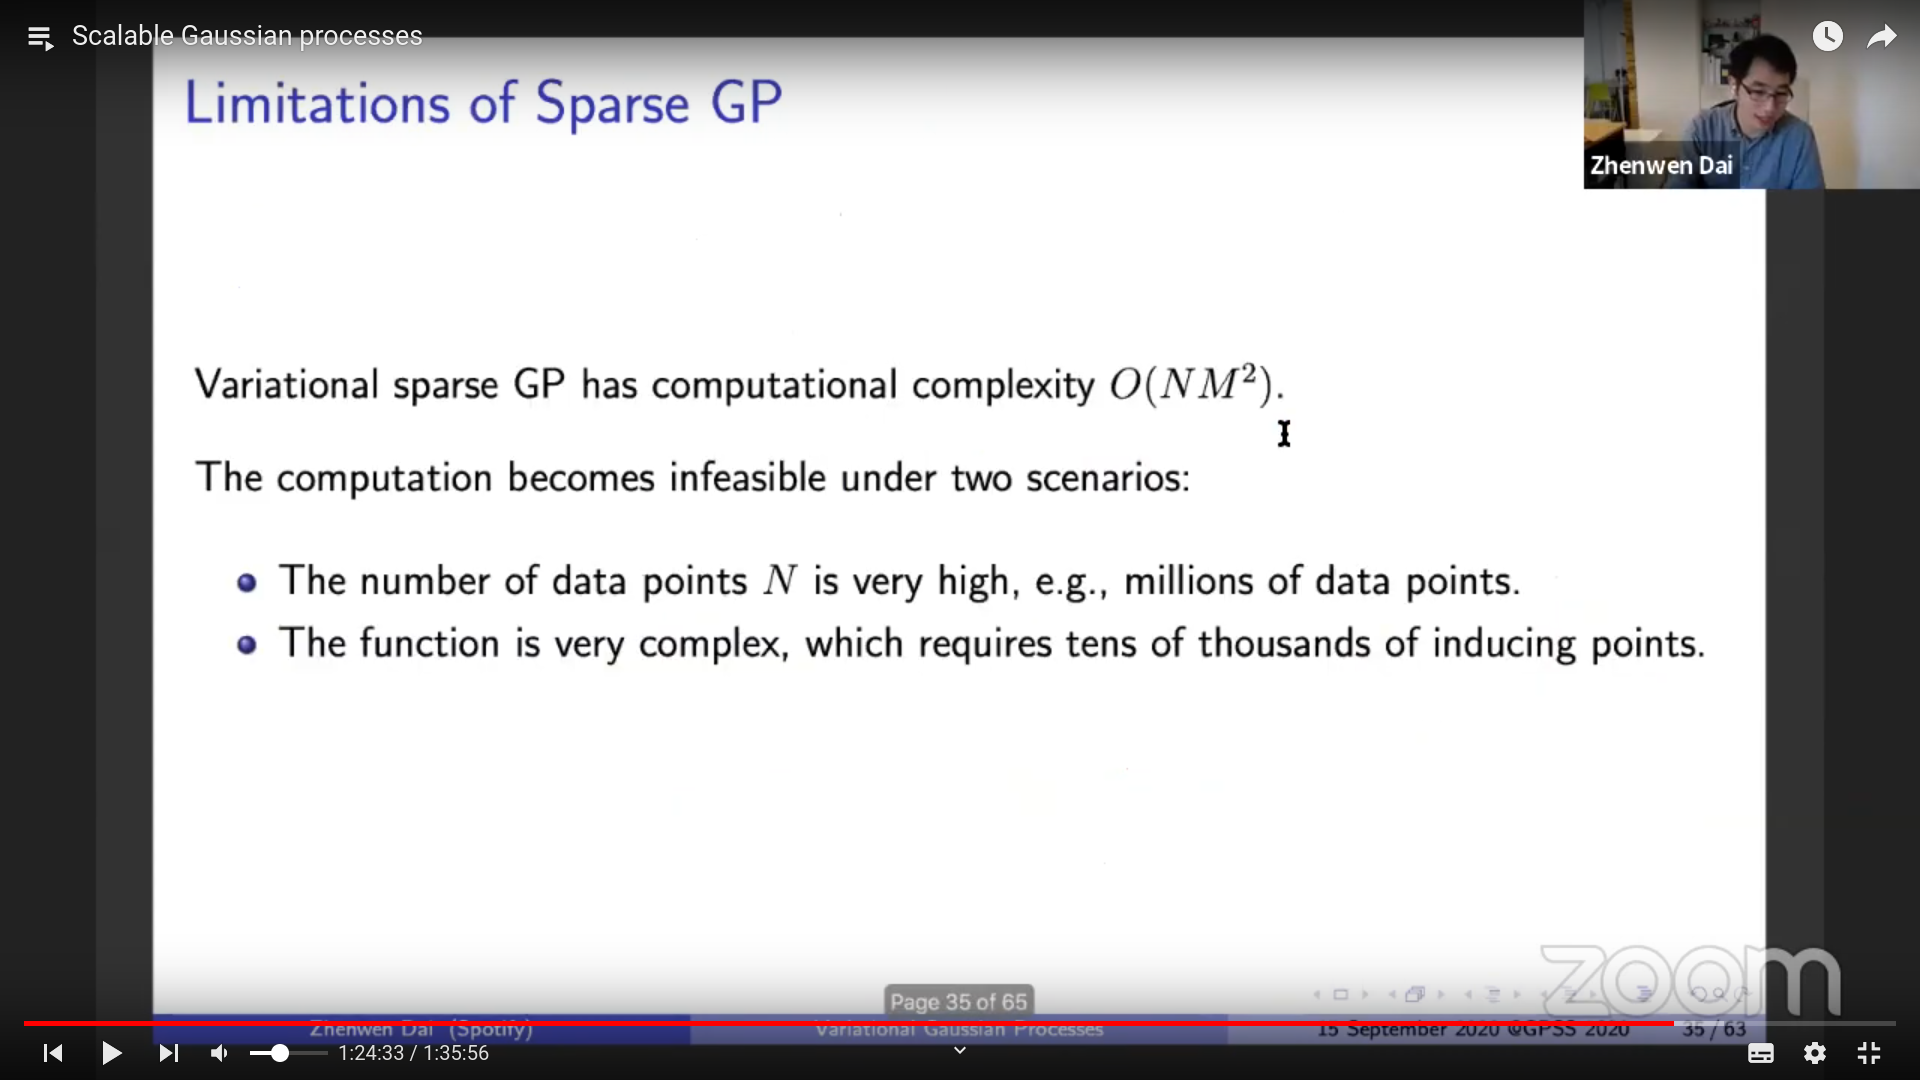 Scalable Gaussian processes
Limitations of Sparse GP
Zhenwen Dai
Variational sparse GP has computational complexity O(NM²).
The computation becomes infeasible under two scenarios:
The number of data points N is very high, e.g., millions of data points.
The function is very complex, which requires tens of thousands of inducing points.
zoom
Page 35 of 65
Zhenwen Dai (Spotify) Variational Gaussian Processes 15 September 2020 @GPSS 2020 35 / 63
1:24:33 / 1:35:56